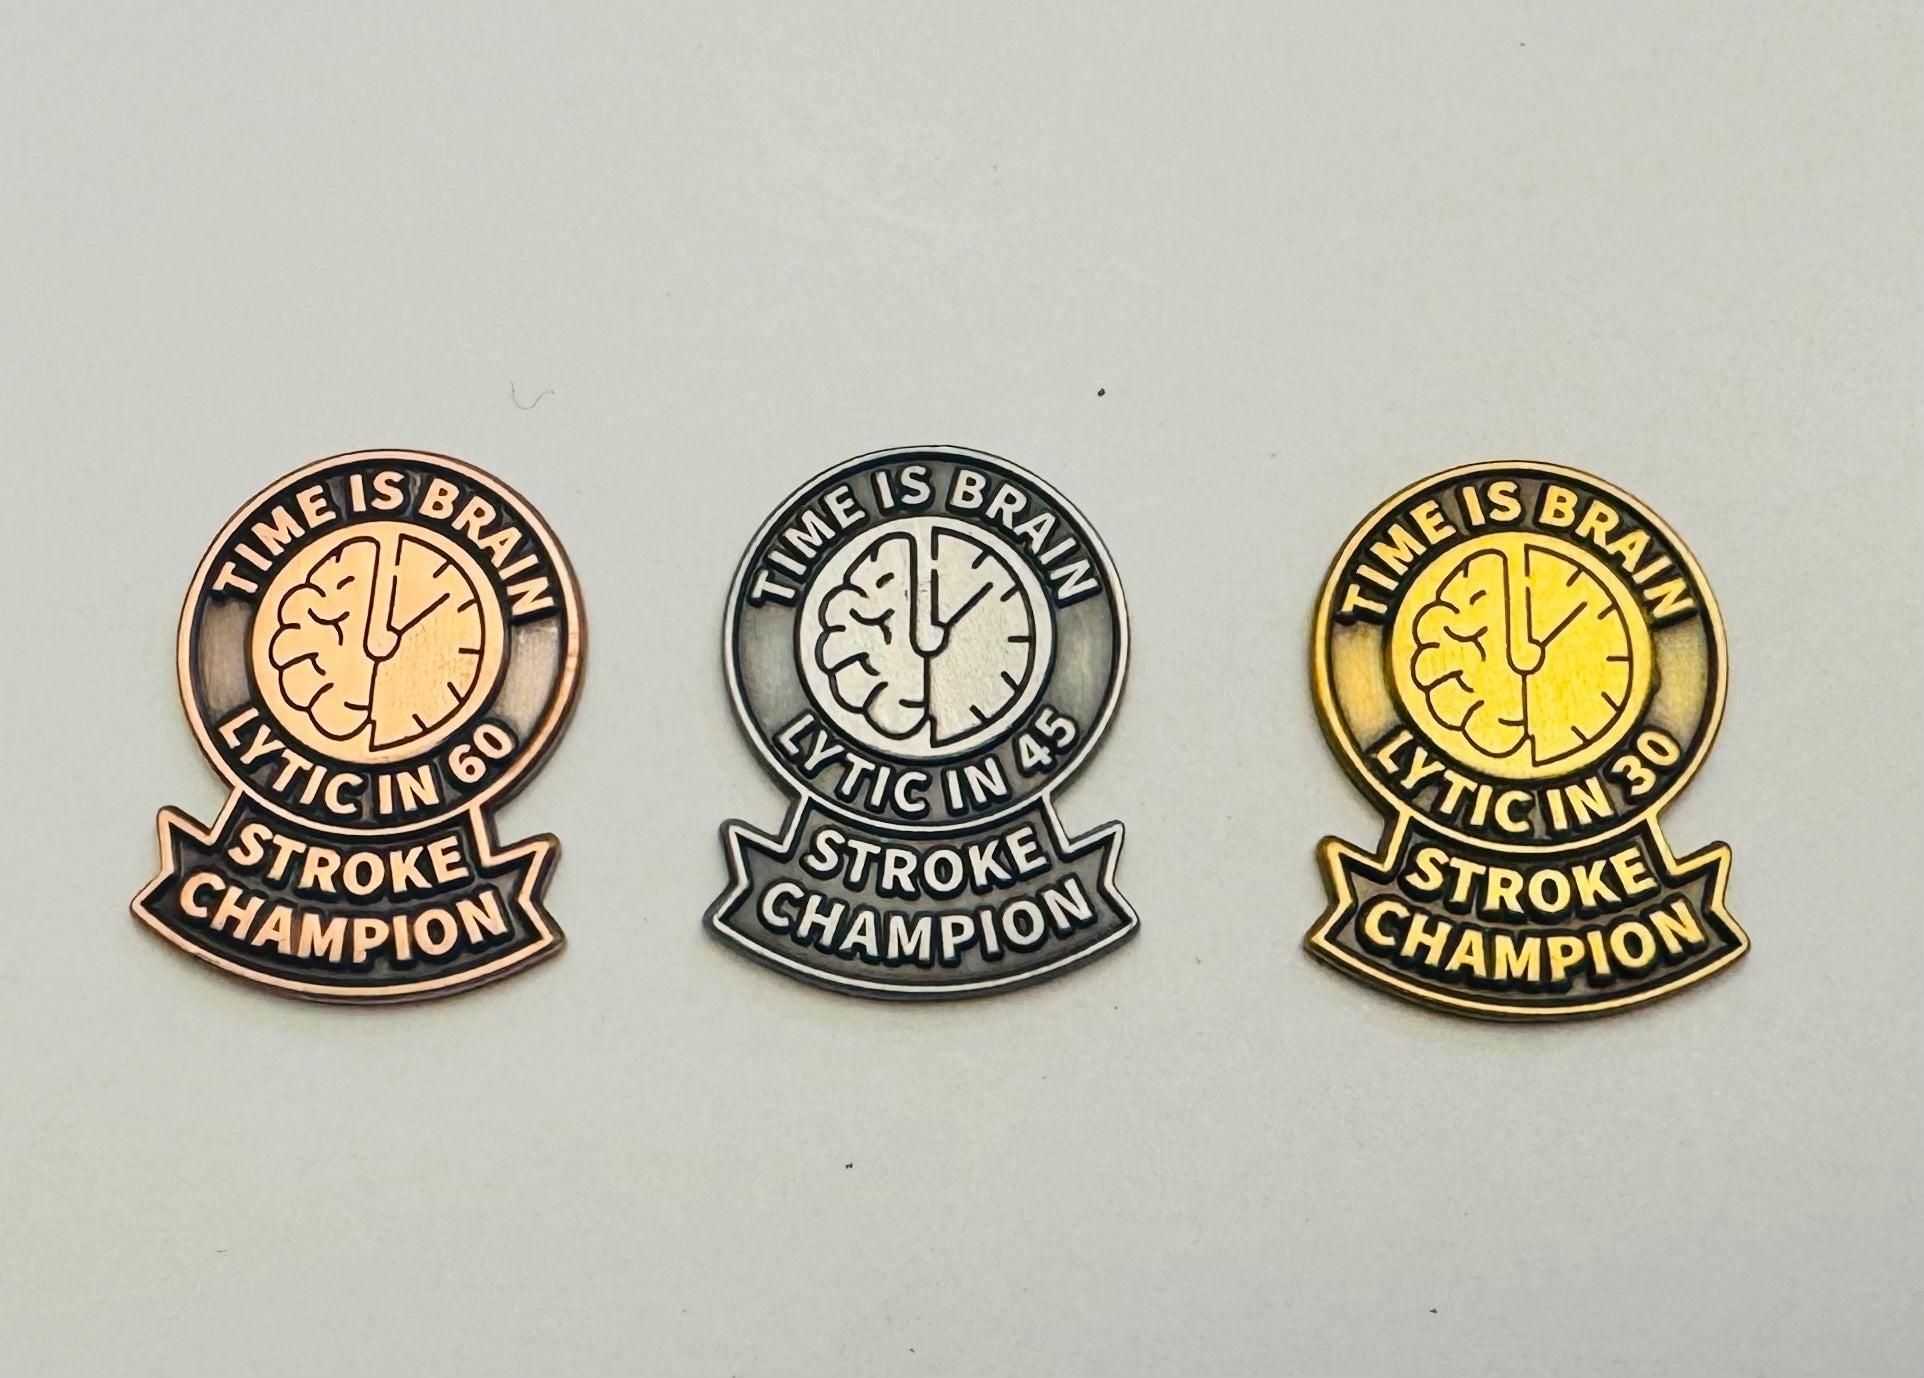 TIME IS BRAIN
LYTIC IN 60
STROKE
CHAMPION
TIME IS BRAIN
LYTIC IN 45
STROKE
CHAMPION
TIME IS BRAIN
LYTIC IN 30
STROKE
CHAMPION